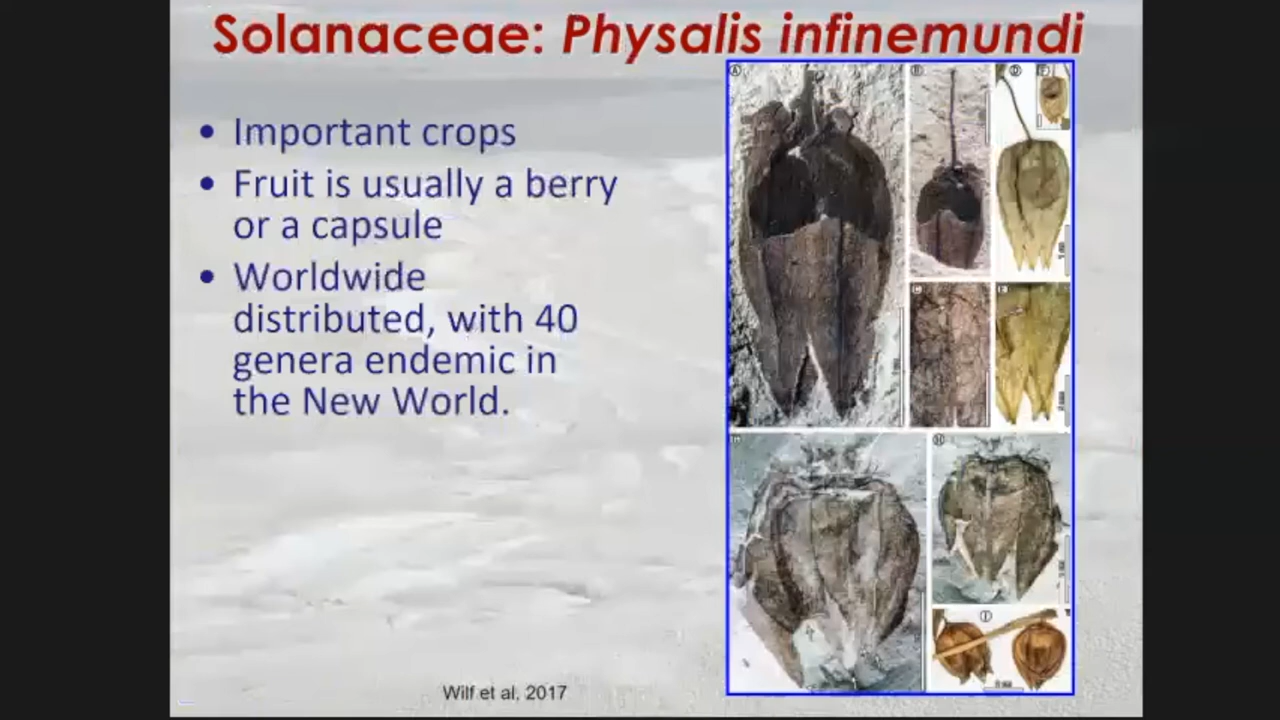 Solanaceae: Physalis infinemundi
• Important crops
• Fruit is usually a berry
or a capsule
• Worldwide
distributed, with 40
genera endemic in
the New World.
Wilf et al, 2017